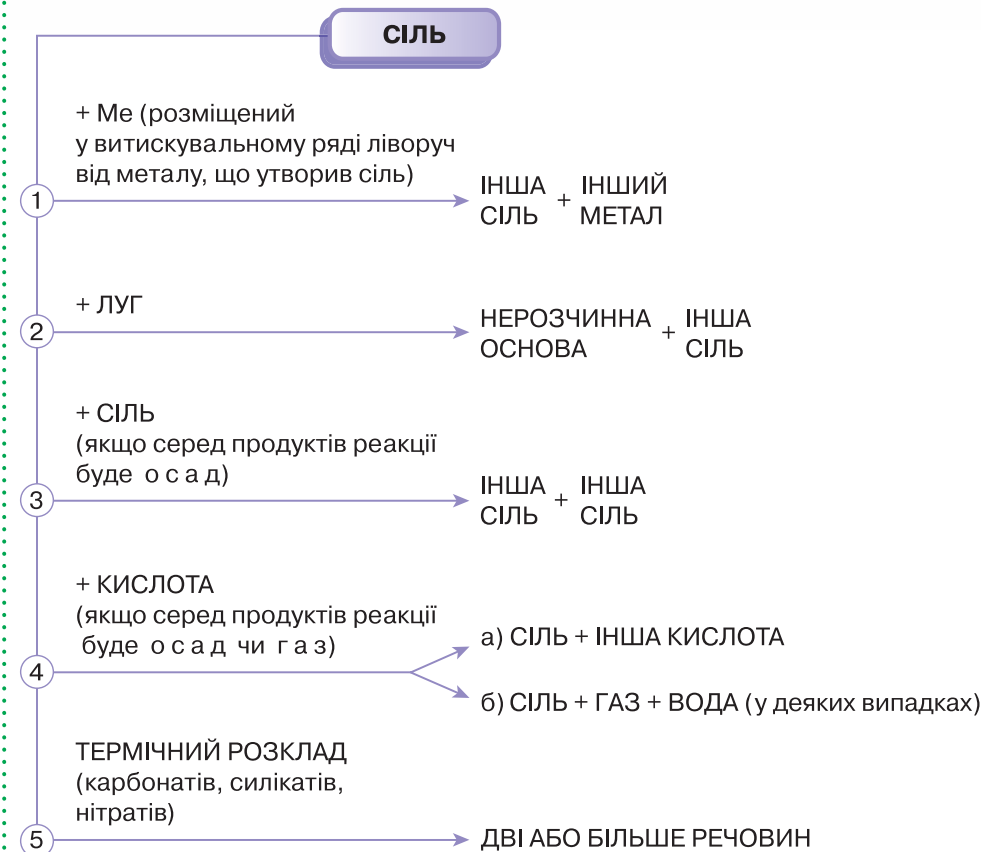 СІЛЬ
+ Ме (розміщений
у витискувальному ряді ліворуч
від металу, що утворив сіль)
1
ІНША СІЛЬ + ІНШИЙ МЕТАЛ
+ ЛУГ
2
НЕРОЗЧИННА ОСНОВА + ІНША СІЛЬ
+ СІЛЬ
(якщо серед продуктів реакції
буде о с а д)
3
ІНША СІЛЬ + ІНША СІЛЬ
+ КИСЛОТА
(якщо серед продуктів реакції
буде о с а д чи г а з)
4
а) СІЛЬ + ІНША КИСЛОТА
б) СІЛЬ + ГАЗ + ВОДА (у деяких випадках)
ТЕРМІЧНИЙ РОЗКЛАД
(карбонатів, силікатів,
нітратів)
5
ДВІ АБО БІЛЬШЕ РЕЧОВИН